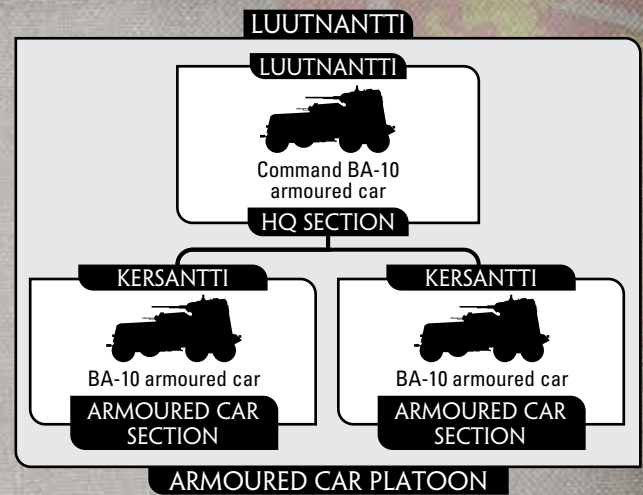 LUUTNANTTI
LUUTNANTTI
Command BA-10
armoured car
HQ SECTION
KERSANTTI
BA-10 armoured car
ARMOURED CAR
SECTION
KERSANTTI
BA-10 armoured car
ARMOURED CAR
SECTION
ARMOURED CAR PLATOON